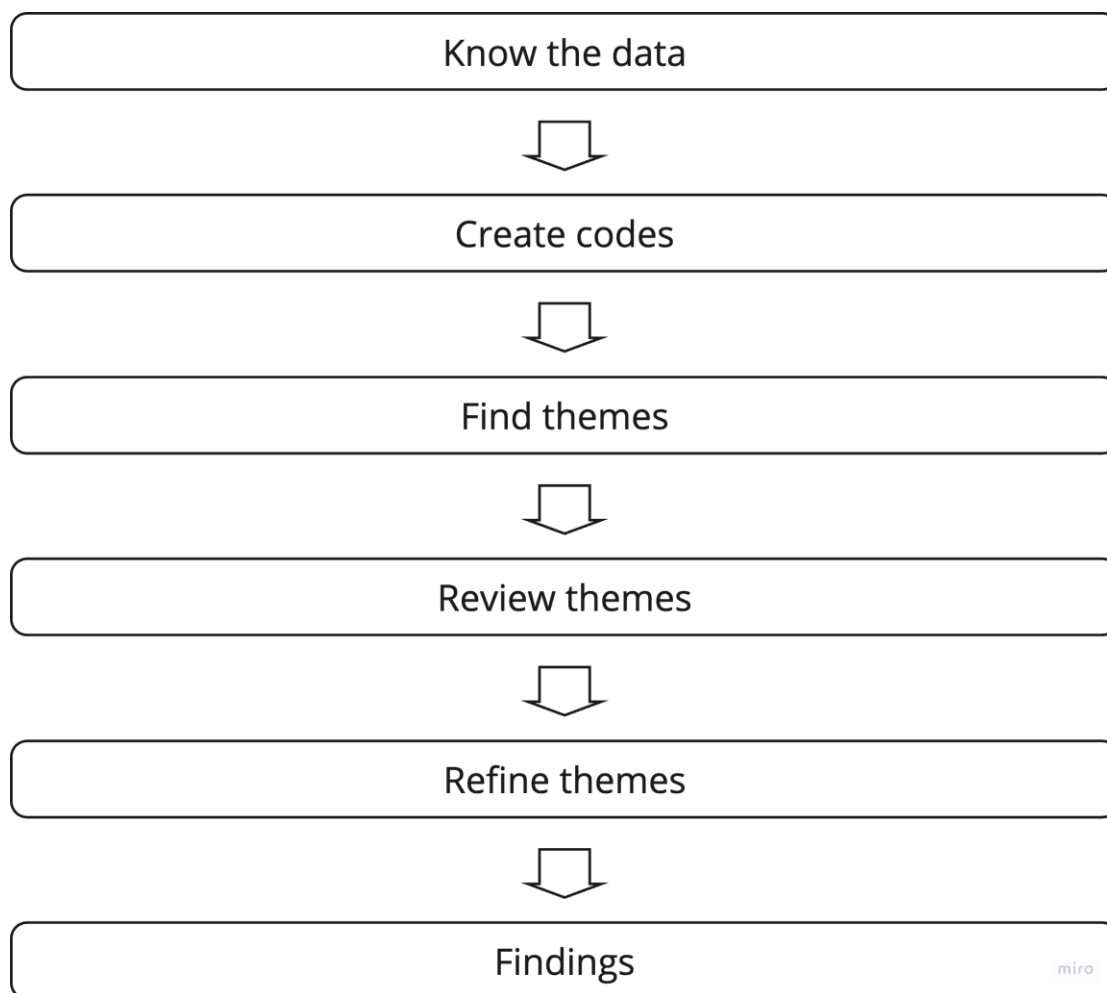 Know the data
Create codes
Find themes
Review themes
Refine themes
Findings
miro